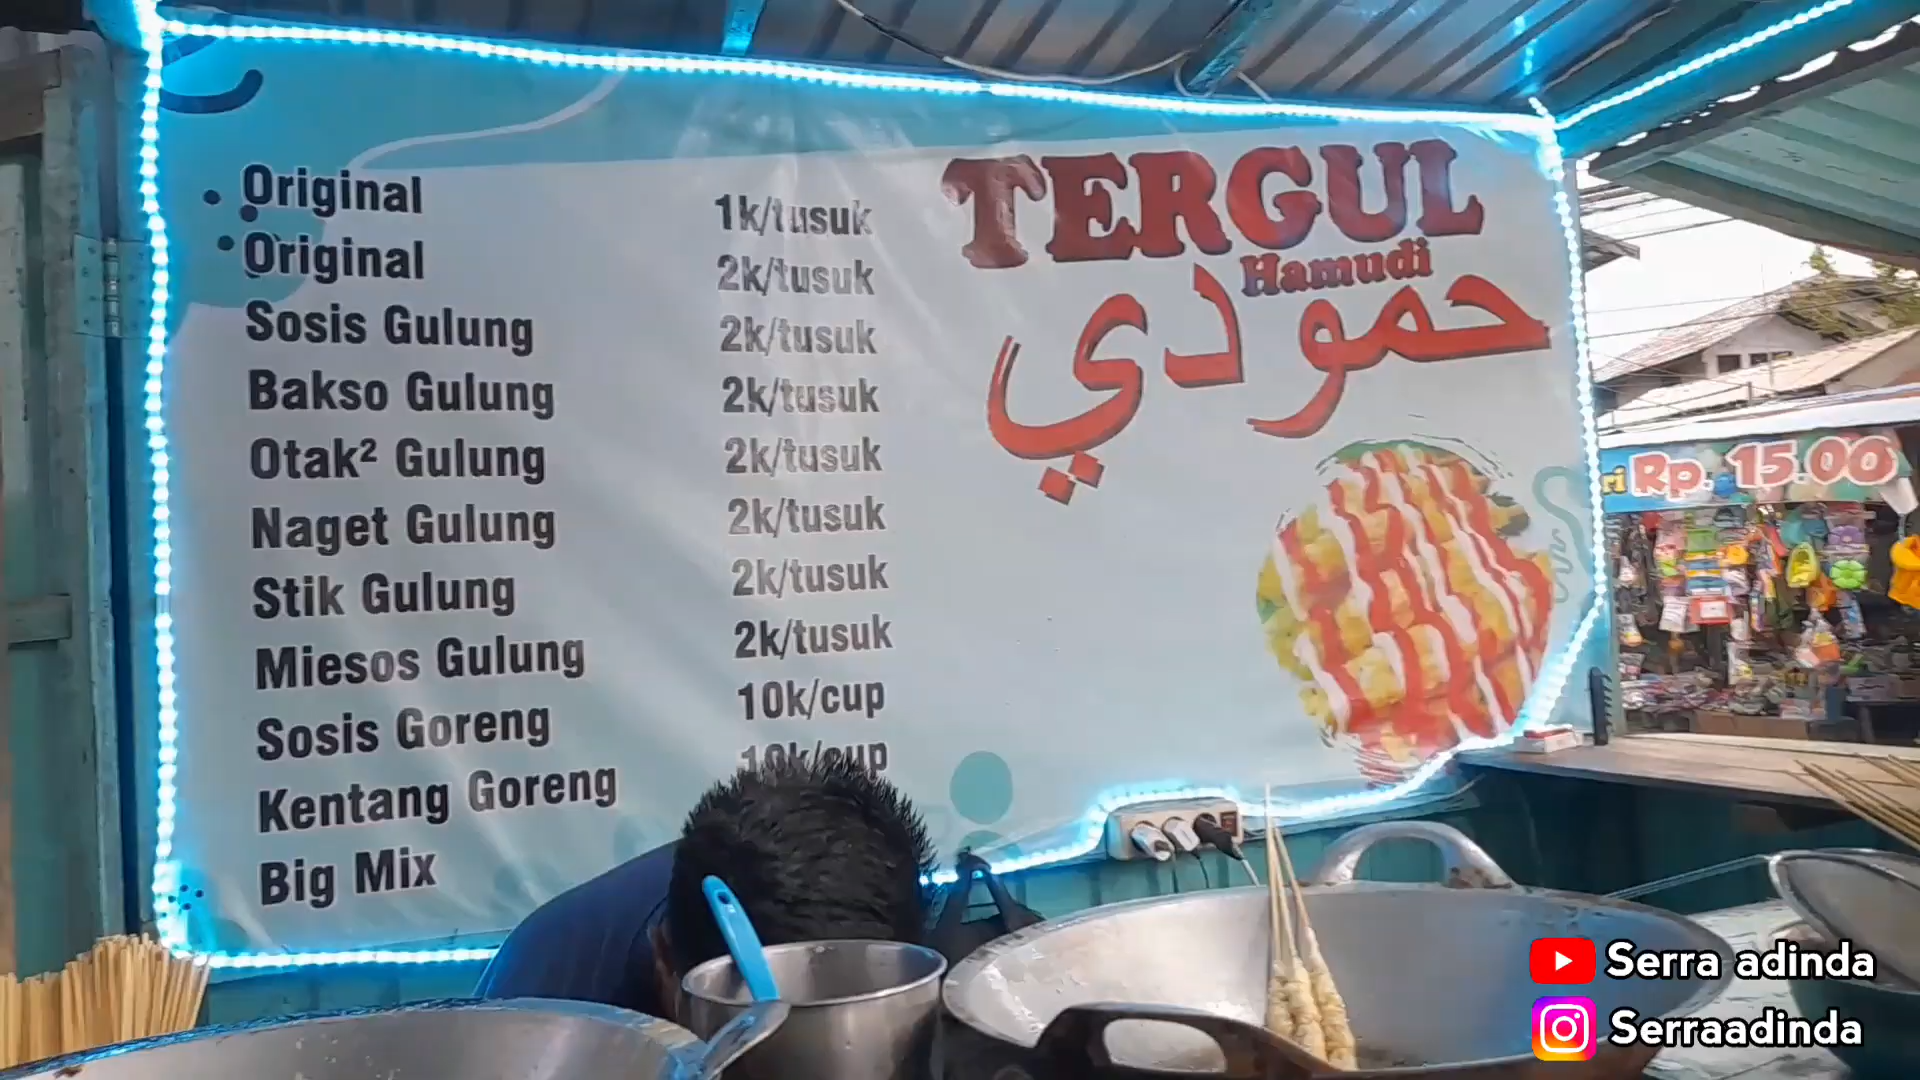 Original 1k/tusuk
Original 2k/tusuk
Sosis Gulung 2k/tusuk
Bakso Gulung 2k/tusuk
Otak² Gulung 2k/tusuk
Naget Gulung 2k/tusuk
Stik Gulung 2k/tusuk
Miesos Gulung 2k/tusuk
Sosis Goreng 10k/cup
Kentang Goreng 10k/cup
Big Mix
TERGUL
Hamudi
حمودي
Rp. 15.00
Serra adinda
Serraadinda